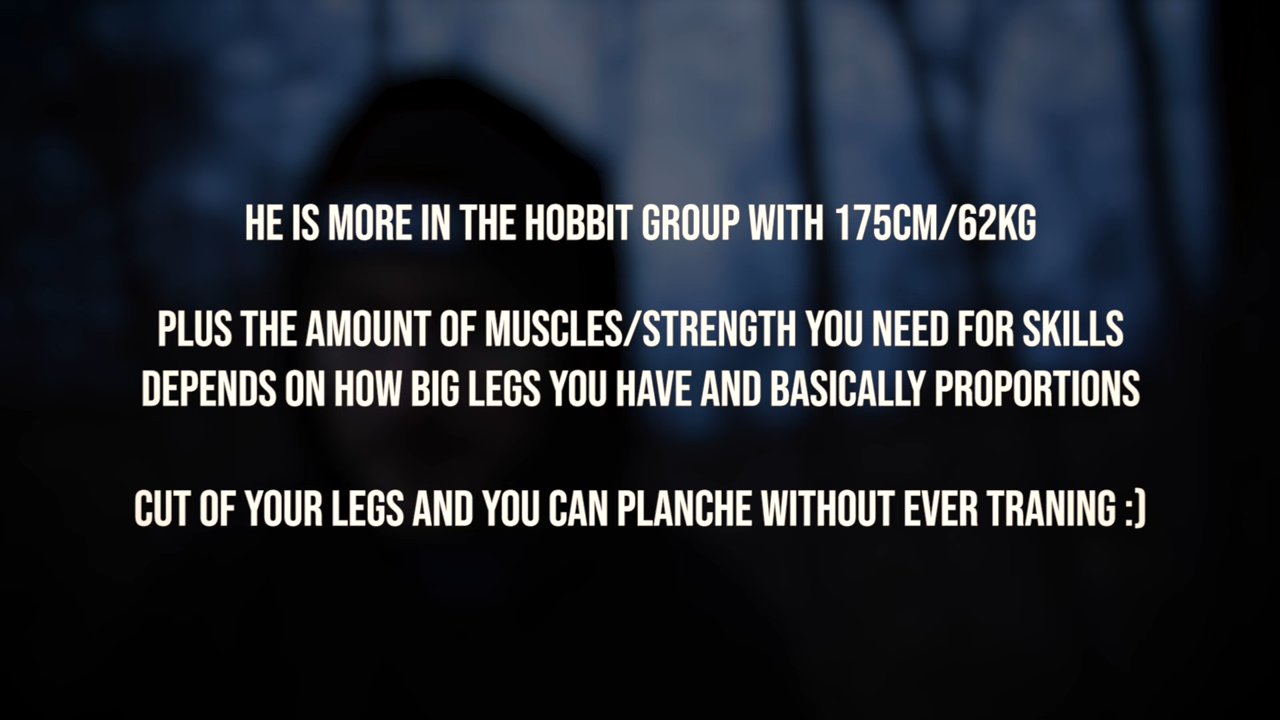 HE IS MORE IN THE HOBBIT GROUP WITH 175CM/62KG
PLUS THE AMOUNT OF MUSCLES/STRENGTH YOU NEED FOR SKILLS
DEPENDS ON HOW BIG LEGS YOU HAVE AND BASICALLY PROPORTIONS
CUT OF YOUR LEGS AND YOU CAN PLANCHE WITHOUT EVER TRANING :)